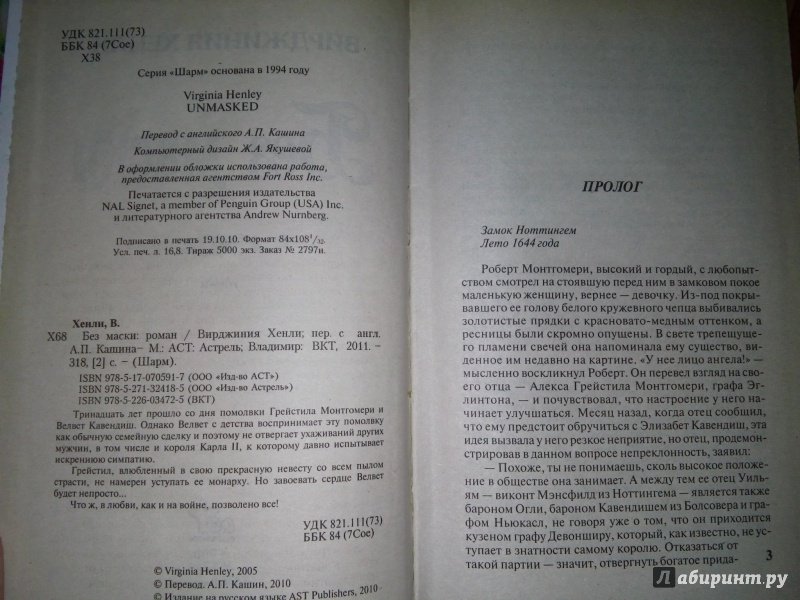 УДК 821.111(73)
ББК 84 (7Сое)
Х38
Серия «Шарм» основана в 1994 году
Virginia Henley
UNMASKED
Перевод с английского А.П. Кашина
Компьютерный дизайн Ж.А. Якушевой
В оформлении обложки использована работа,
предоставленная агентством Fort Ross Inc.
Печатается с разрешения издательства
NAL Signet, a member of Penguin Group (USA) Inc.
и литературного агентства Andrew Nurnberg.
Подписано в печать 19.10.10. Формат 84х108 1/32.
Усл. печ. л. 16,8. Тираж 5000 экз. Заказ № 2797и.
Хенли, В.
Х68 Без маски: роман / Вирджиния Хенли; пер. с англ.
А.П. Кашина– М.: АСТ: Астрель; Владимир: ВКТ, 2011. –
318, [2] с. – (Шарм).
ISBN 978-5-17-070591-7 (ООО «Изд-во АСТ»)
ISBN 978-5-271-32418-5 (ООО «Изд-во Астрель»)
ISBN 978-5-226-03472-5 (ВКТ)
Тринадцать лет прошло со дня помолвки Грейстила Монтгомери и
Велвет Кавендиш. Однако Велвет с детства воспринимает эту помолвку
как обычную семейную сделку и поэтому не отвергает ухаживаний других
мужчин, в том числе и короля Карла II, к которому давно испытывает
искреннюю симпатию.
Грейстил, влюбленный в свою прекрасную невесту со всем пылом
страсти, не намерен уступать ее монарху. Но завоевать сердце Велвет
будет непросто...
Что ж, в любви, как и на войне, позволено все!
УДК 821.111(73)
ББК 84 (7Сое)
© Virginia Henley, 2005
© Перевод. А.П. Кашин, 2010
© Издание на русском языке AST Publishers, 2010
ПРОЛОГ
Замок Ноттингем
Лето 1644 года
Роберт Монтгомери, высокий и гордый, с любопыт-
ством смотрел на стоявшую перед ним в замковом покое
маленькую женщину, вернее — девочку. Из-под покры-
вавшего ее голову белого кружевного чепца выбивались
золотистые прядки с красновато-медным оттенком, а
ресницы были скромно опущены. В свете трепещуще-
го пламени свечей она напоминала ему существо, ви-
денное им недавно на картине. «У нее лицо ангела!» —
мысленно воскликнул Роберт. Он перевел взгляд на сво-
его отца — Алекса Грейстила Монтгомери, графа Эг-
линтона, — и почувствовал, что настроение у него на-
чинает улучшаться. Месяц назад, когда отец сообщил,
что ему предстоит обручиться с Элизабет Кавендиш, эта
идея вызвала у него резкое неприятие, но отец, продемон-
стрировав в данном вопросе непреклонность, заявил:
— Похоже, ты не понимаешь, сколь высокое положе-
ние в обществе она занимает. А между тем ее отец Уиль-
ям — виконт Мэнсфилд из Ноттингема — является также
бароном Огли, бароном Кавендишем из Болсовера и гра-
фом Ньюкасл, не говоря уже о том, что он приходится
кузеном графу Девонширу, который, как известно, не ус-
тупает в знатности самому королю. Отказаться от
такой партии — значит, отвергнуть богатое прида-
3
Лабиринт.ру